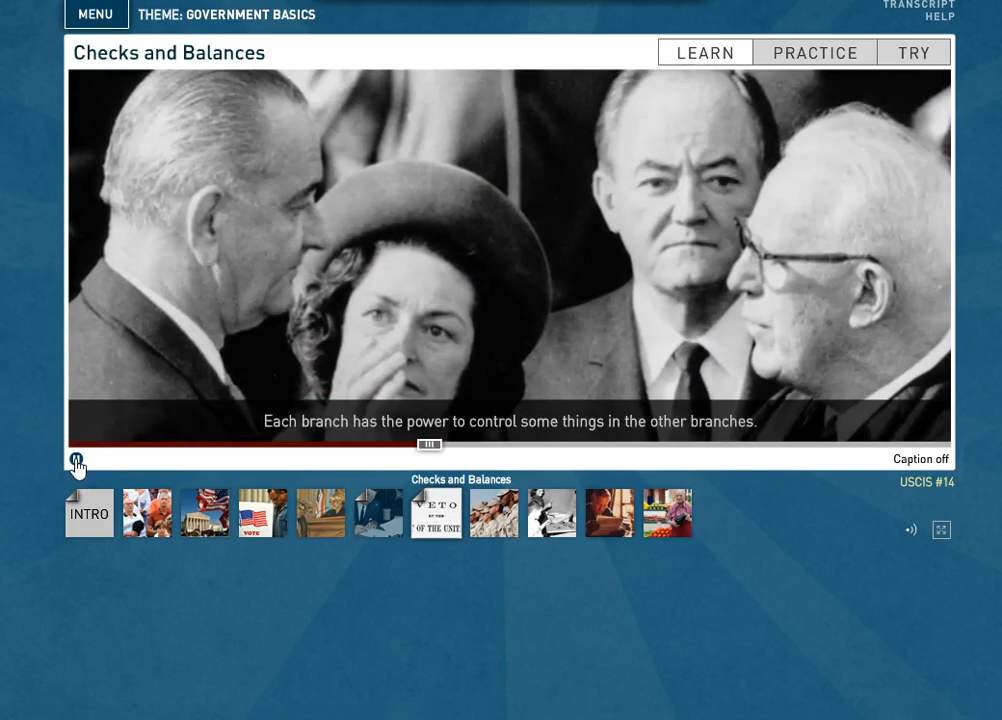 MENU
THEME: GOVERNMENT BASICS
TRANSCRIPT
HELP
Checks and Balances
LEARN
PRACTICE
TRY
Each branch has the power to control some things in the other branches.
Caption off
Checks and Balances
USCIS #14
INTRO
VOTE
VETO
OF THE UNIT